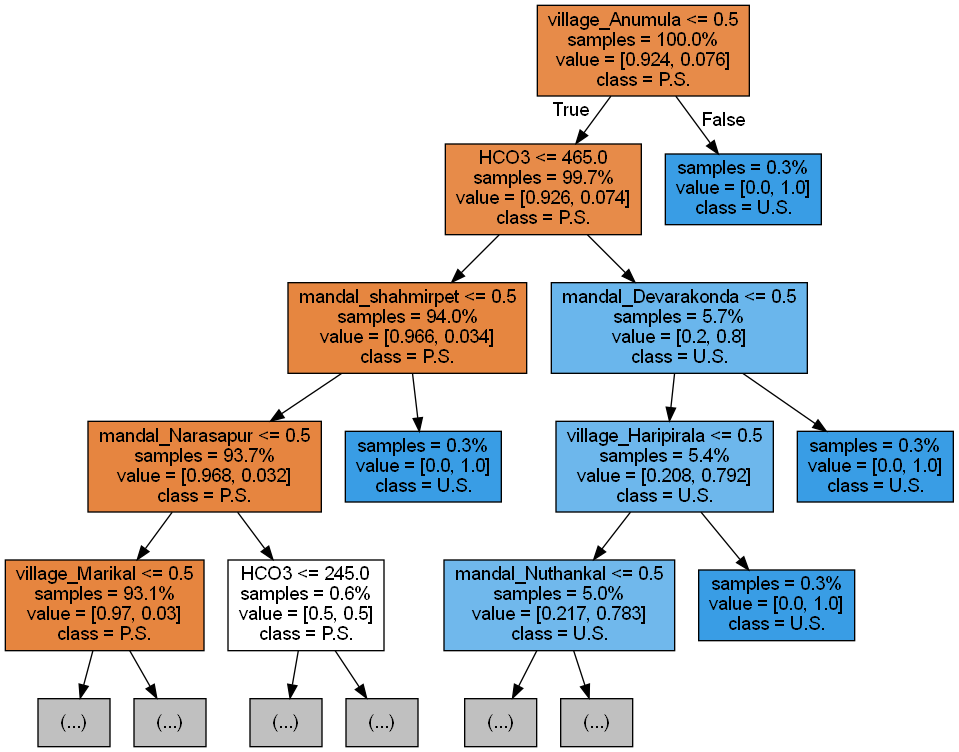 village_Anumula <= 0.5
samples = 100.0%
value = [0.924, 0.076]
class = P.S.
True
False
HCO3 <= 465.0
samples = 99.7%
value = [0.926, 0.074]
class = P.S.
samples = 0.3%
value = [0.0, 1.0]
class = U.S.
mandal_shahmirpet <= 0.5
samples = 94.0%
value = [0.966, 0.034]
class = P.S.
mandal_Devarakonda <= 0.5
samples = 5.7%
value = [0.2, 0.8]
class = U.S.
mandal_Narasapur <= 0.5
samples = 93.7%
value = [0.968, 0.032]
class = P.S.
samples = 0.3%
value = [0.0, 1.0]
class = U.S.
village_Haripirala <= 0.5
samples = 5.4%
value = [0.208, 0.792]
class = U.S.
samples = 0.3%
value = [0.0, 1.0]
class = U.S.
village_Marikal <= 0.5
samples = 93.1%
value = [0.97, 0.03]
class = P.S.
HCO3 <= 245.0
samples = 0.6%
value = [0.5, 0.5]
class = P.S.
mandal_Nuthankal <= 0.5
samples = 5.0%
value = [0.217, 0.783]
class = U.S.
samples = 0.3%
value = [0.0, 1.0]
class = U.S.
(...)
(...)
(...)
(...)
(...)
(...)